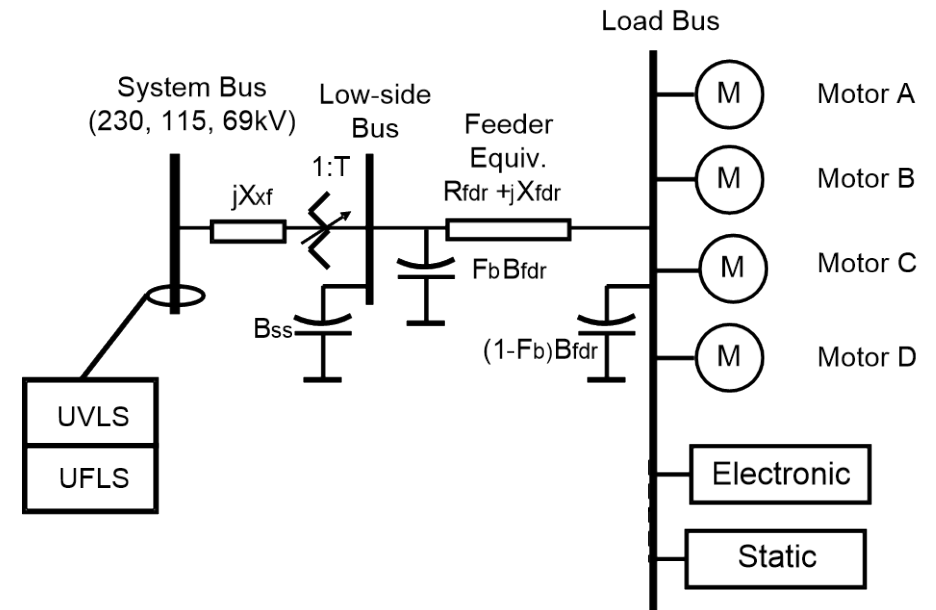 Load Bus
System Bus
(230, 115, 69kV)
Low-side
Bus
Feeder
Equiv.
Rfdr +jXfdr
1:T
jXxf
M
Motor A
M
Motor B
M
Motor C
M
Motor D
FbBfdr
Bss
(1-Fb)Bfdr
UVLS
UFLS
Electronic
Static